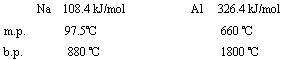 Na 108.4 kJ/mol Al 326.4 kJ/mol
m.p. 97.5℃ 660 ℃
b.p. 880 ℃ 1800 ℃